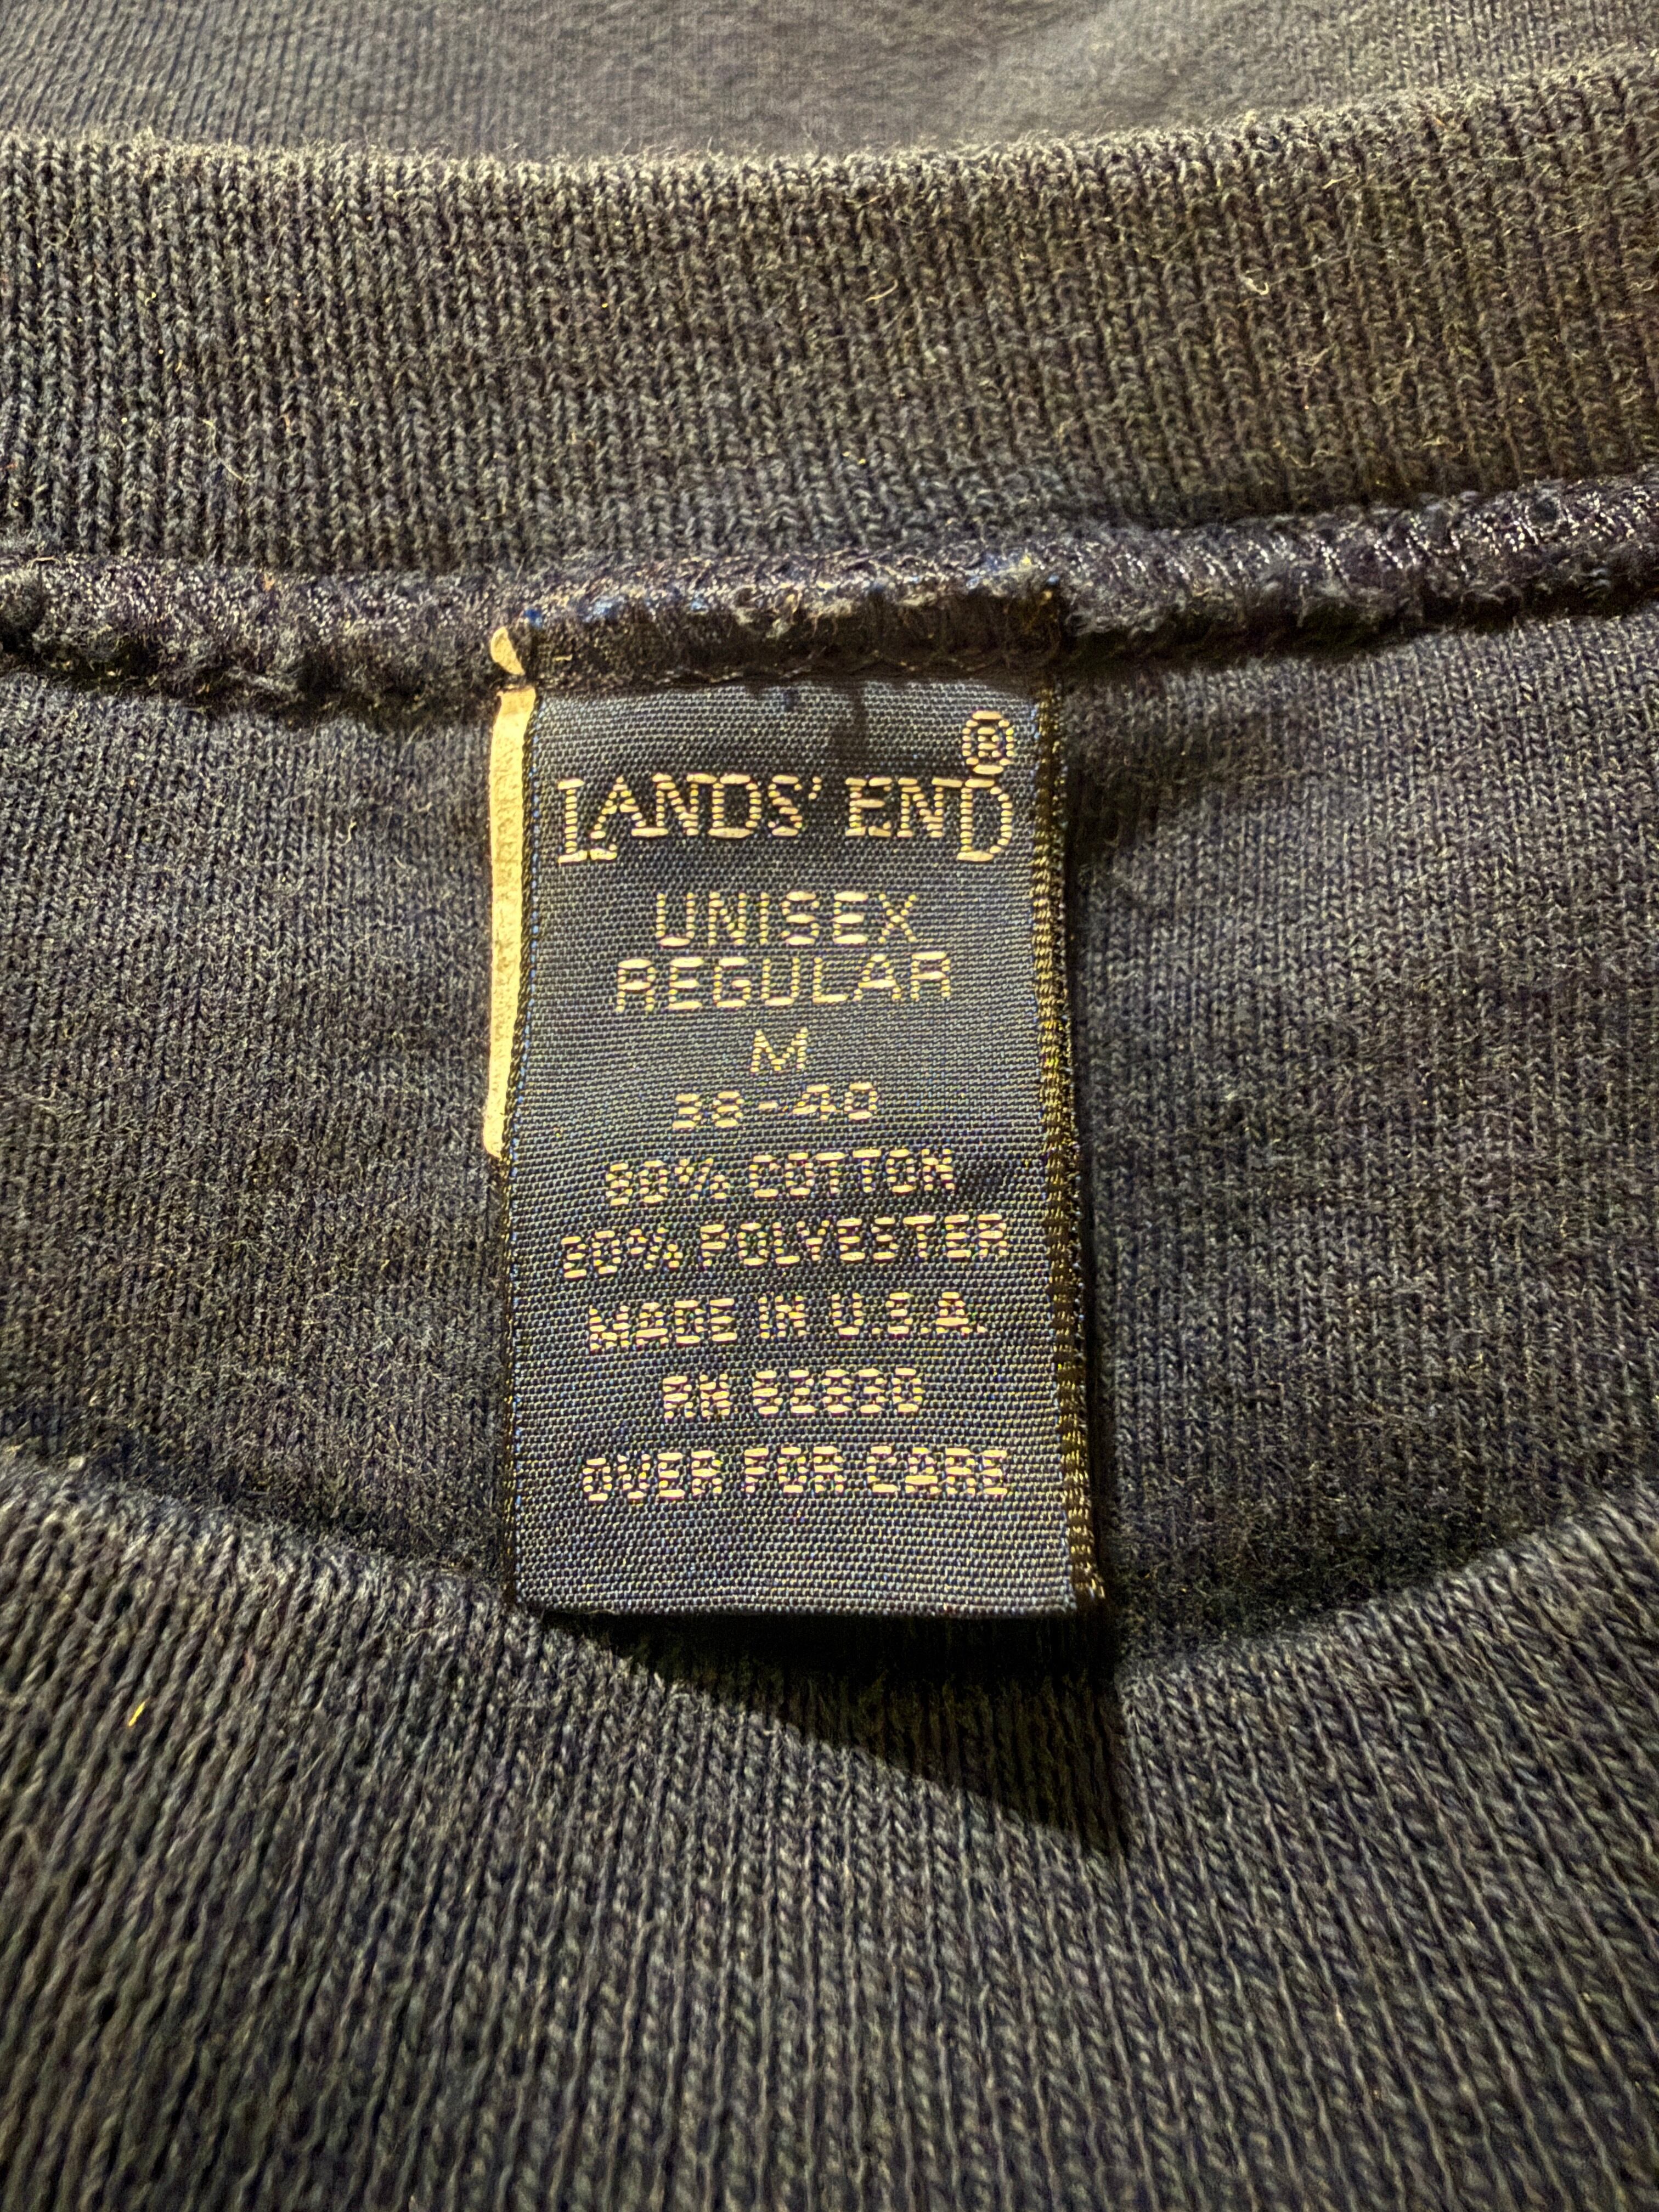 LANDS' END®
UNISEX
REGULAR
M
38-40
80% COTTON
20% POLYESTER
MADE IN U.S.A.
RN 62830
OVER FOR CARE